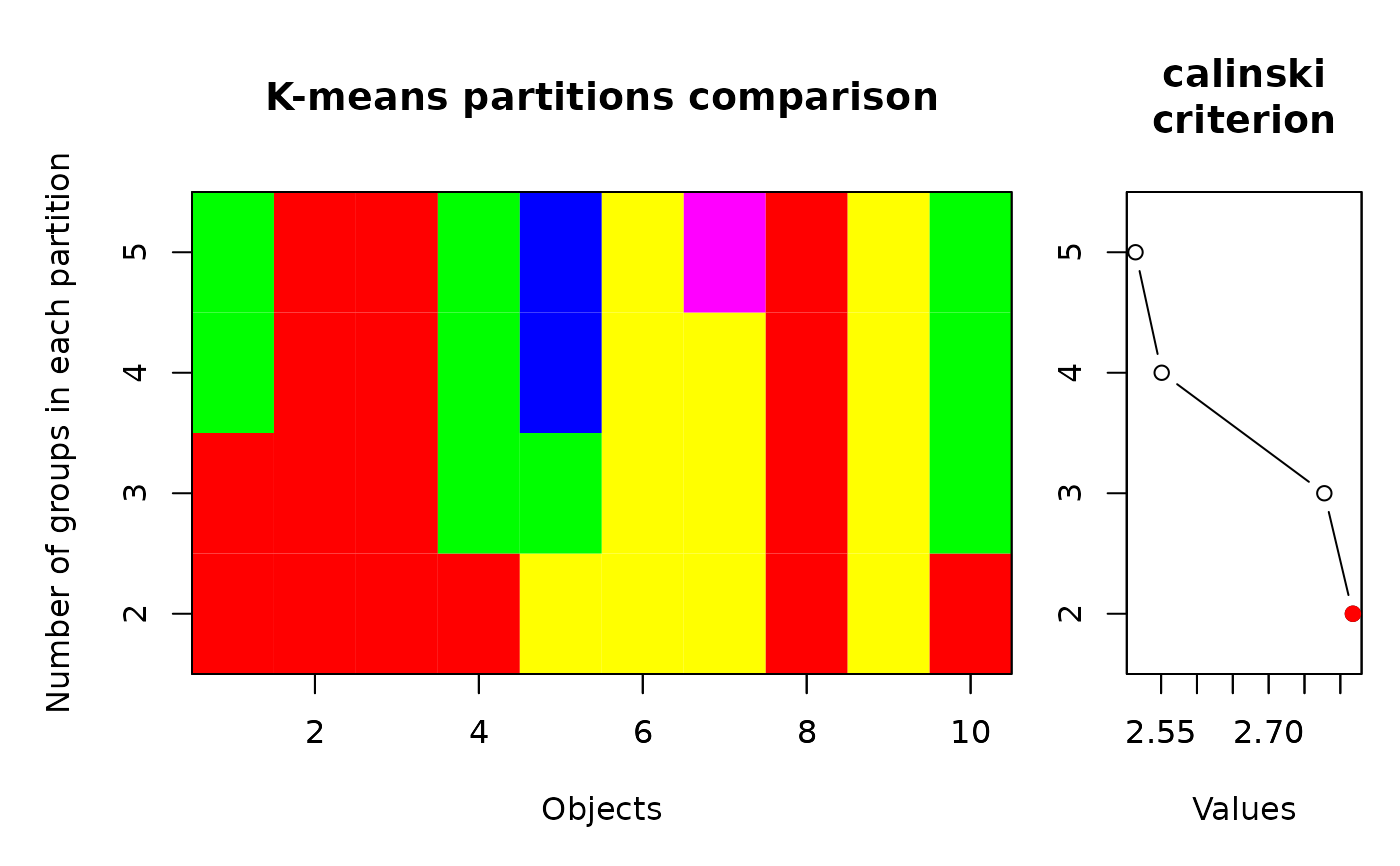 K-means partitions comparison
calinski
criterion
Number of groups in each partition
5
4
3
2
2 4 6 8 10
Objects
5
4
3
2
2.55 2.70
Values